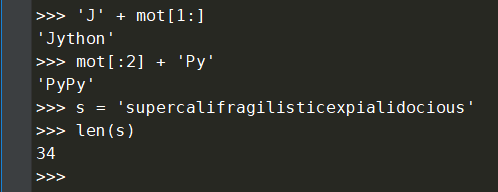 >>> 'J' + mot[1:]
'Jython'
>>> mot[:2] + 'Py'
'PyPy'
>>> s = 'supercalifragilisticexpialidocious'
>>> len(s)
34
>>>